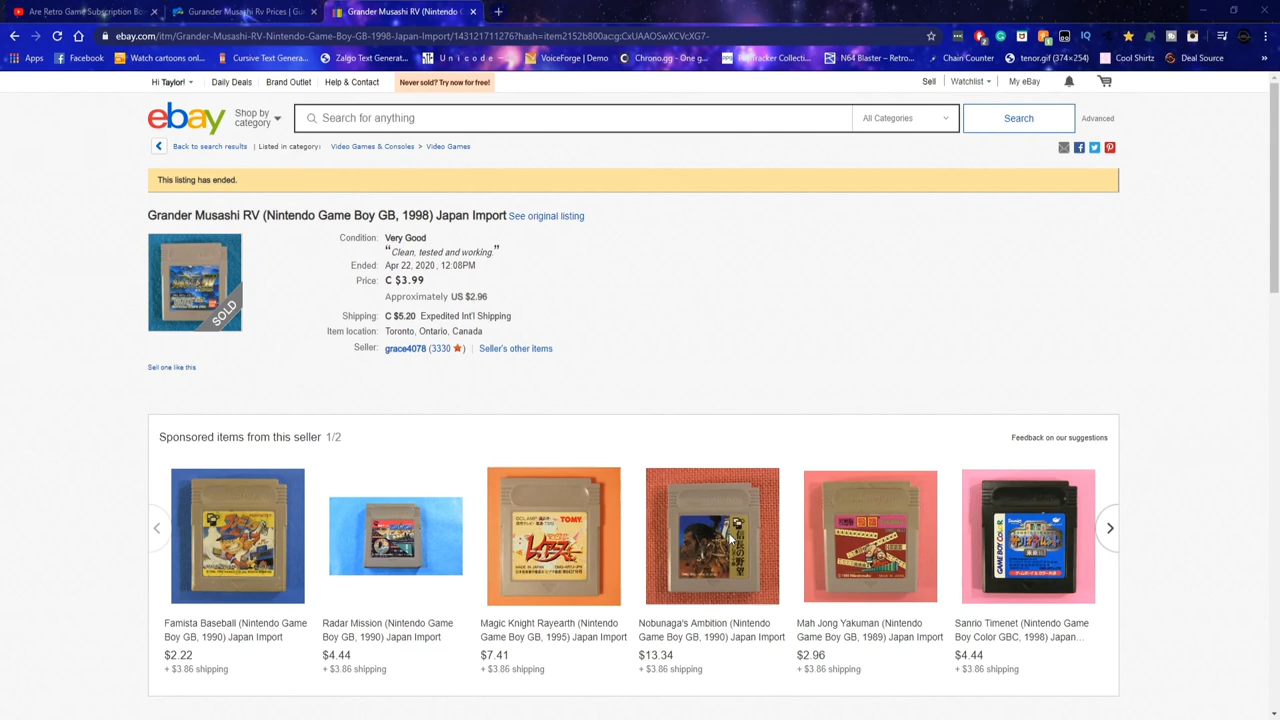 Are Retro Game Subscription Bo
Gurander Musashi RV Prices | Gur
Grander Musashi RV (Nintendo G
ebay.com/itm/Grander-Musashi-RV-Nintendo-Game-Boy-GB-1998-Japan-Import/143121711276?hash=item2152b800ac:g:CxUAAOSwXCVcXG7-
Apps
Facebook
Watch cartoons onl...
Cursive Text Generat...
Zalgo Text Generato...
U n i c o d e -
VoiceForge | Demo
Chrono.gg - One g...
Pop Tracker Collecti...
N64 Blaster – Retro...
Chain Counter
tenor.gif (374×254)
Cool Shirtz
Deal Source
Hi Taylor!
Daily Deals
Brand Outlet
Help & Contact
Never sold? Try now for free!
Sell
Watchlist
My eBay
ebay
Shop by
category
Search for anything
All Categories
Search
Advanced
Back to search results
| Listed in category:
Video Games & Consoles > Video Games
This listing has ended.
Grander Musashi RV (Nintendo Game Boy GB, 1998) Japan Import See original listing
SOLD
Condition: Very Good
“Clean, tested and working.”
Ended: Apr 22, 2020 , 12:08PM
Price: C $3.99
Approximately US $2.96
Shipping: C $5.20 Expedited Int'l Shipping
Item location: Toronto, Ontario, Canada
Seller: grace4078 (3330 ) | Seller's other items
Sell one like this
Sponsored items from this seller 1/2
Feedback on our suggestions
TOMY
GAME BOY COLOR
Famista Baseball (Nintendo Game
Boy GB, 1990) Japan Import
$2.22
+ $3.86 shipping
Radar Mission (Nintendo Game
Boy GB, 1990) Japan Import
$4.44
+ $3.86 shipping
Magic Knight Rayearth (Nintendo
Game Boy GB, 1995) Japan Import
$7.41
+ $3.86 shipping
Nobunaga's Ambition (Nintendo
Game Boy GB, 1990) Japan Import
$13.34
+ $3.86 shipping
Mah Jong Yakuman (Nintendo
Game Boy GB, 1989) Japan Import
$2.96
+ $3.86 shipping
Sanrio Timenet (Nintendo Game
Boy Color GBC, 1998) Japan...
$4.44
+ $3.86 shipping